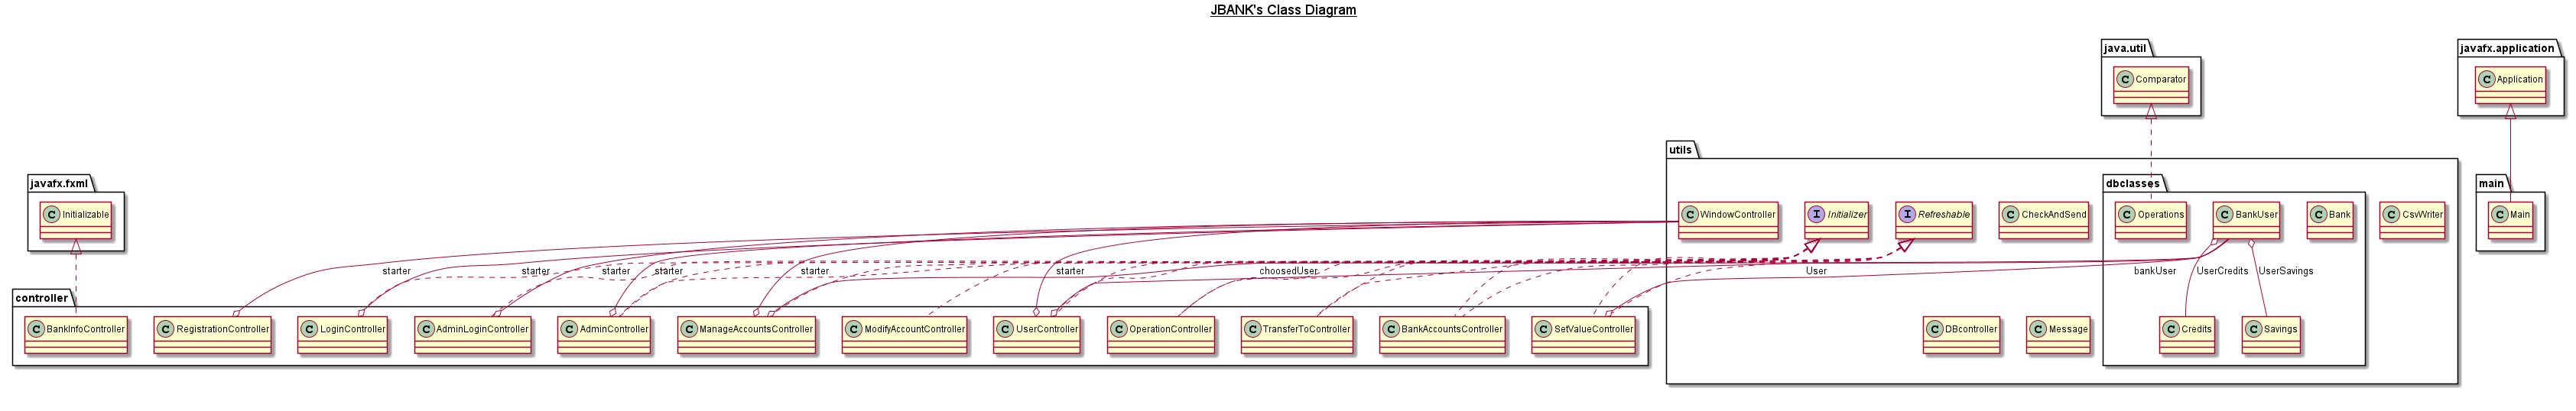 JBANK's Class Diagram
java.util
javafx.application
C Comparator
C Application
utils
javafx.fxml
dbclasses
main
C Initializable
C WindowController
I Initializer
I Refreshable
C CheckAndSend
C Operations
C BankUser
C Bank
C CsvWriter
C Main
starter
starter
starter
starter
starter
starter
choosedUser
User
bankUser
UserCredits
UserSavings
controller
C BankInfoController
C RegistrationController
C LoginController
C AdminLoginController
C AdminController
C ManageAccountsController
C ModifyAccountController
C UserController
C OperationController
C TransferToController
C BankAccountsController
C SetValueController
C DBcontroller
C Message
C Credits
C Savings